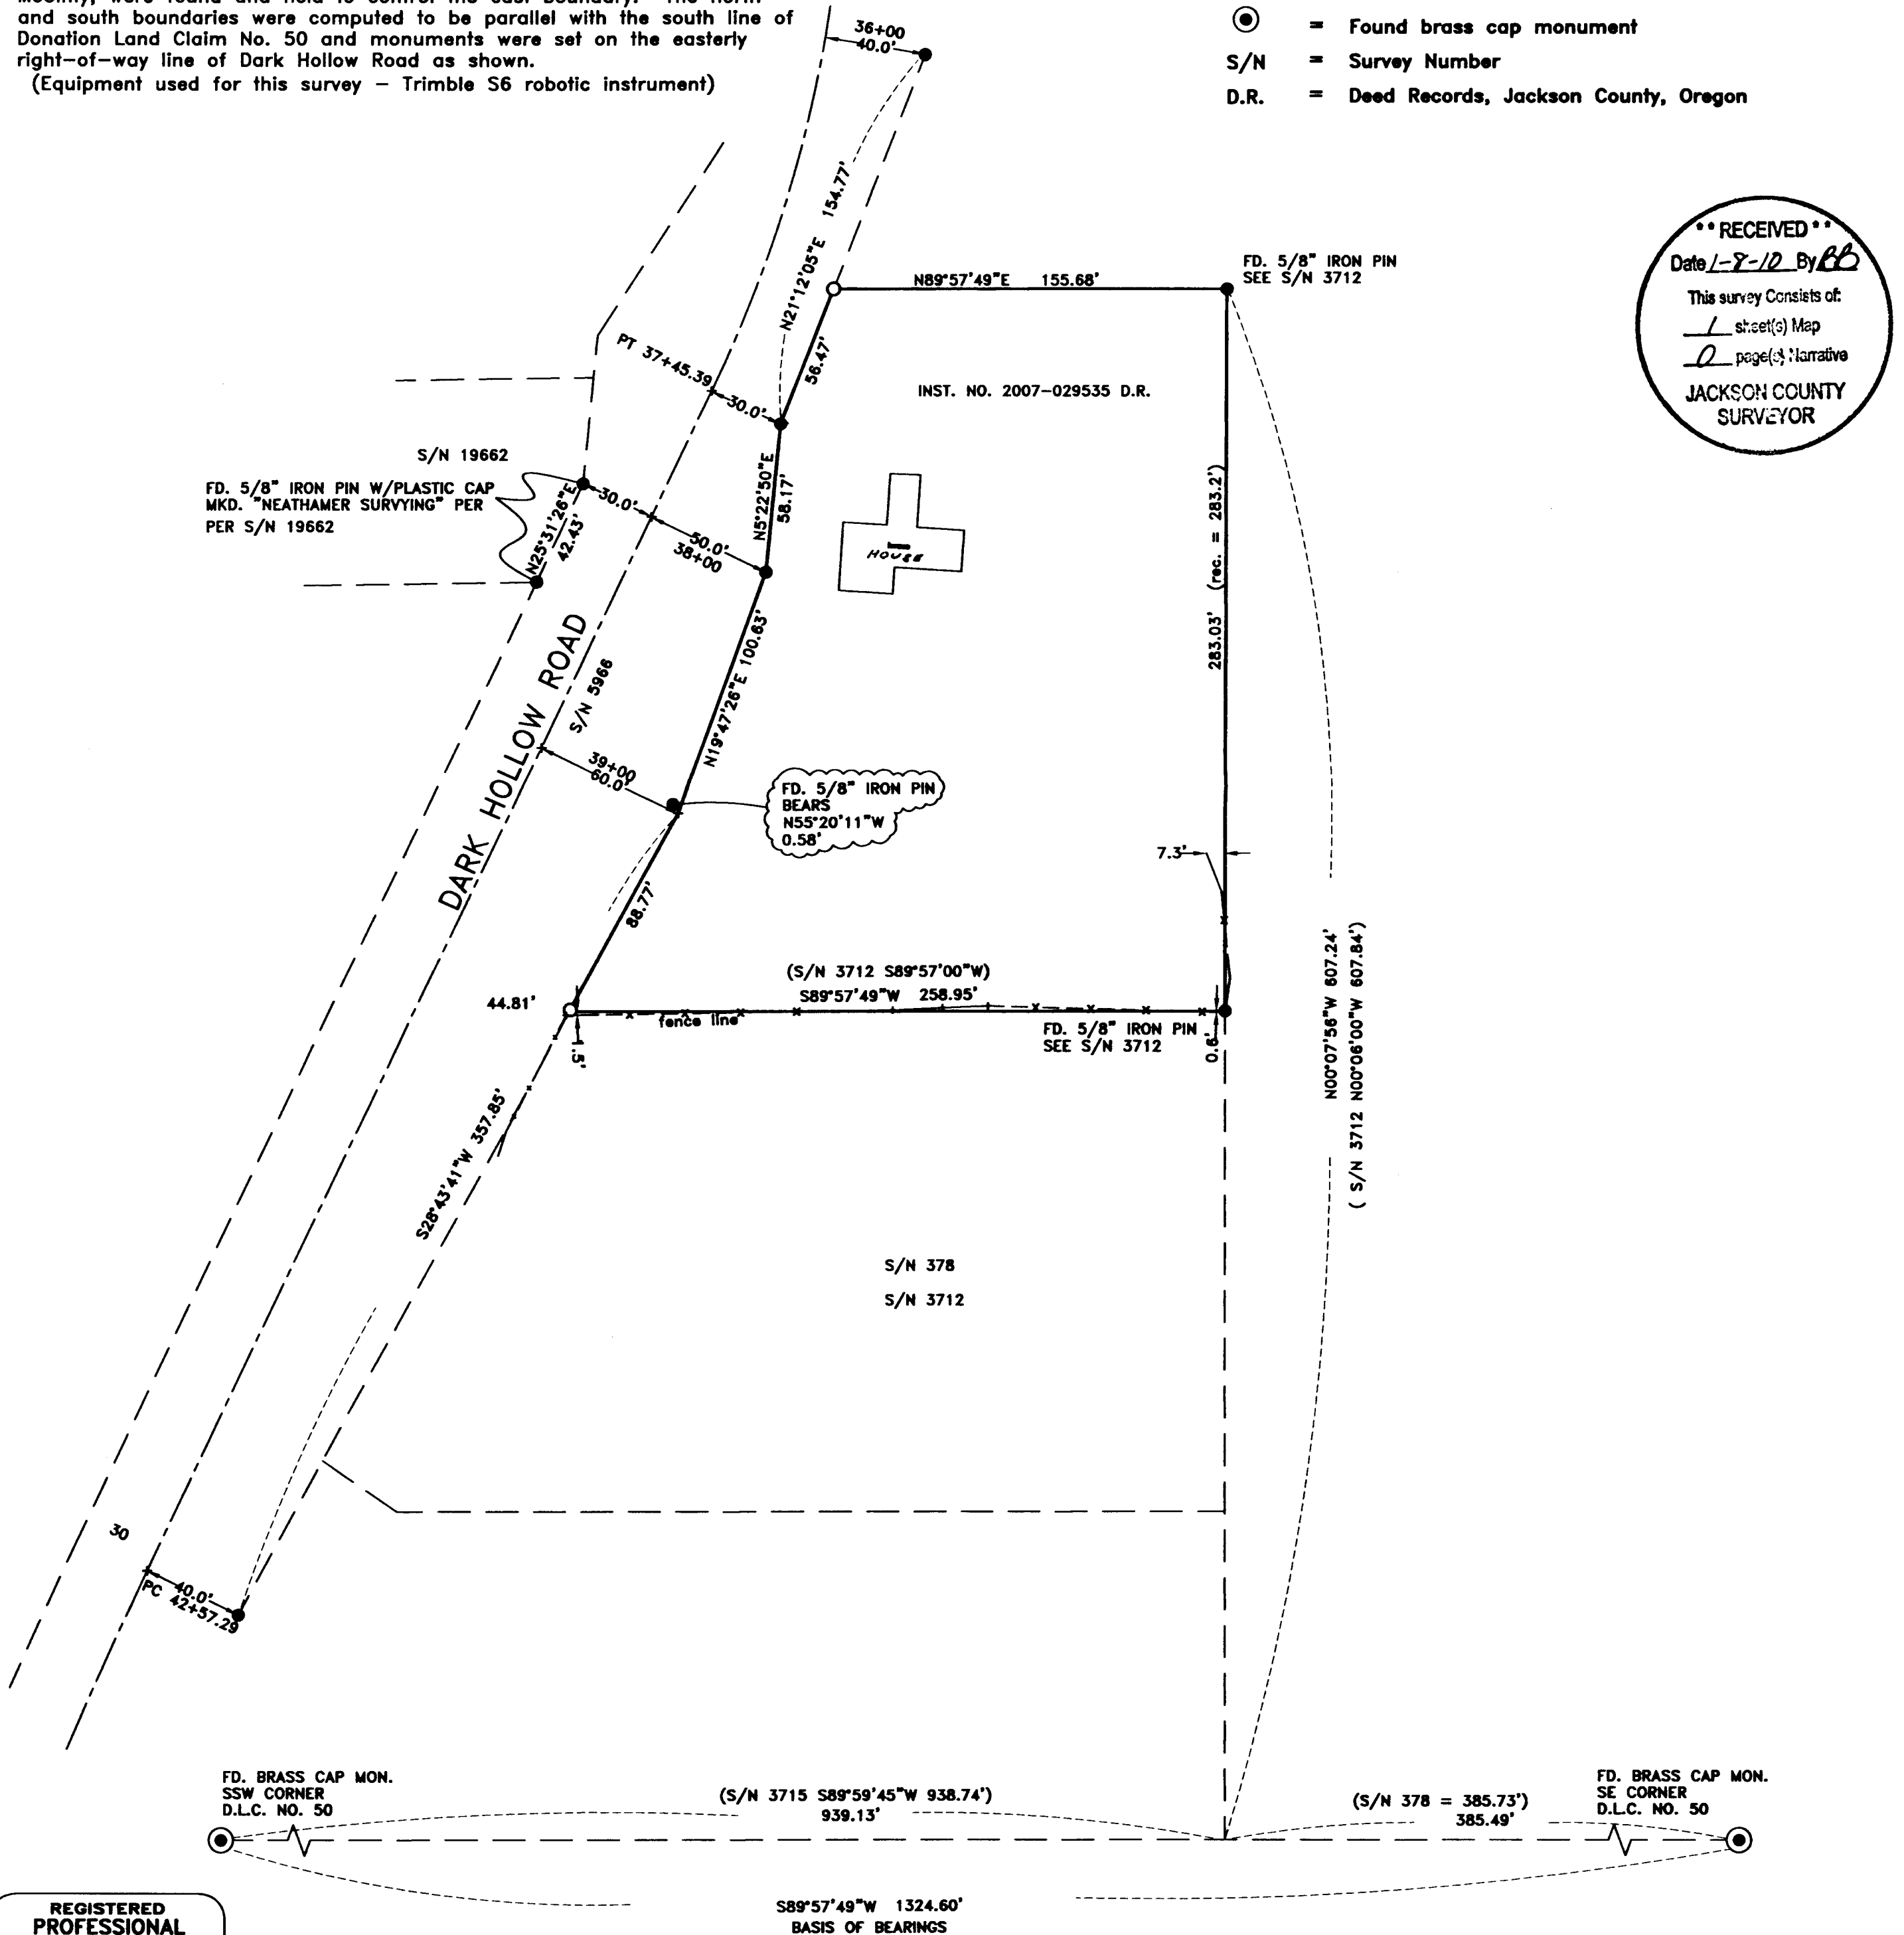 and south boundaries were computed to be parallel with the south line of
Donation Land Claim No. 50 and monuments were set on the easterly
right-of-way line of Dark Hollow Road as shown.
(Equipment used for this survey - Trimble S6 robotic instrument)
= Found brass cap monument
S/N = Survey Number
D.R. = Deed Records, Jackson County, Oregon
** RECEIVED **
Date 1-8-10 By BB
This survey Consists of:
1 sheet(s) Map
0 page(s) Narrative
JACKSON COUNTY
SURVEYOR
36+00
40.0'
N21°12'05"E 154.77'
N89°57'49"E 155.68'
FD. 5/8" IRON PIN
SEE S/N 3712
56.47'
PT 37+45.39
30.0'
INST. NO. 2007-029535 D.R.
S/N 19662
FD. 5/8" IRON PIN W/PLASTIC CAP
MKD. "NEATHAMER SURVYING" PER
PER S/N 19662
N25°31'26"E
42.43'
30.0'
50.0'
38+00
N5°22'50"E
58.17'
HOUSE
283.03' (rec. = 283.2')
N19°47'26"E 100.63'
DARK HOLLOW ROAD
S/N 5966
39+00
60.0'
FD. 5/8" IRON PIN
BEARS
N55°20'11"W
0.58'
88.77'
7.3'
(S/N 3712 S89°57'00"W)
S89°57'49"W 258.95'
44.81'
fence line
1.5'
FD. 5/8" IRON PIN
SEE S/N 3712
0.6'
N00°07'56"W 607.24'
( S/N 3712 N00°06'00"W 607.84')
S28°43'41"W 357.85'
S/N 378
S/N 3712
30
40.0'
PC 42+57.29
FD. BRASS CAP MON.
SSW CORNER
D.L.C. NO. 50
(S/N 3715 S89°59'45"W 938.74')
939.13'
(S/N 378 = 385.73')
385.49'
FD. BRASS CAP MON.
SE CORNER
D.L.C. NO. 50
S89°57'49"W 1324.60'
BASIS OF BEARINGS
REGISTERED
PROFESSIONAL